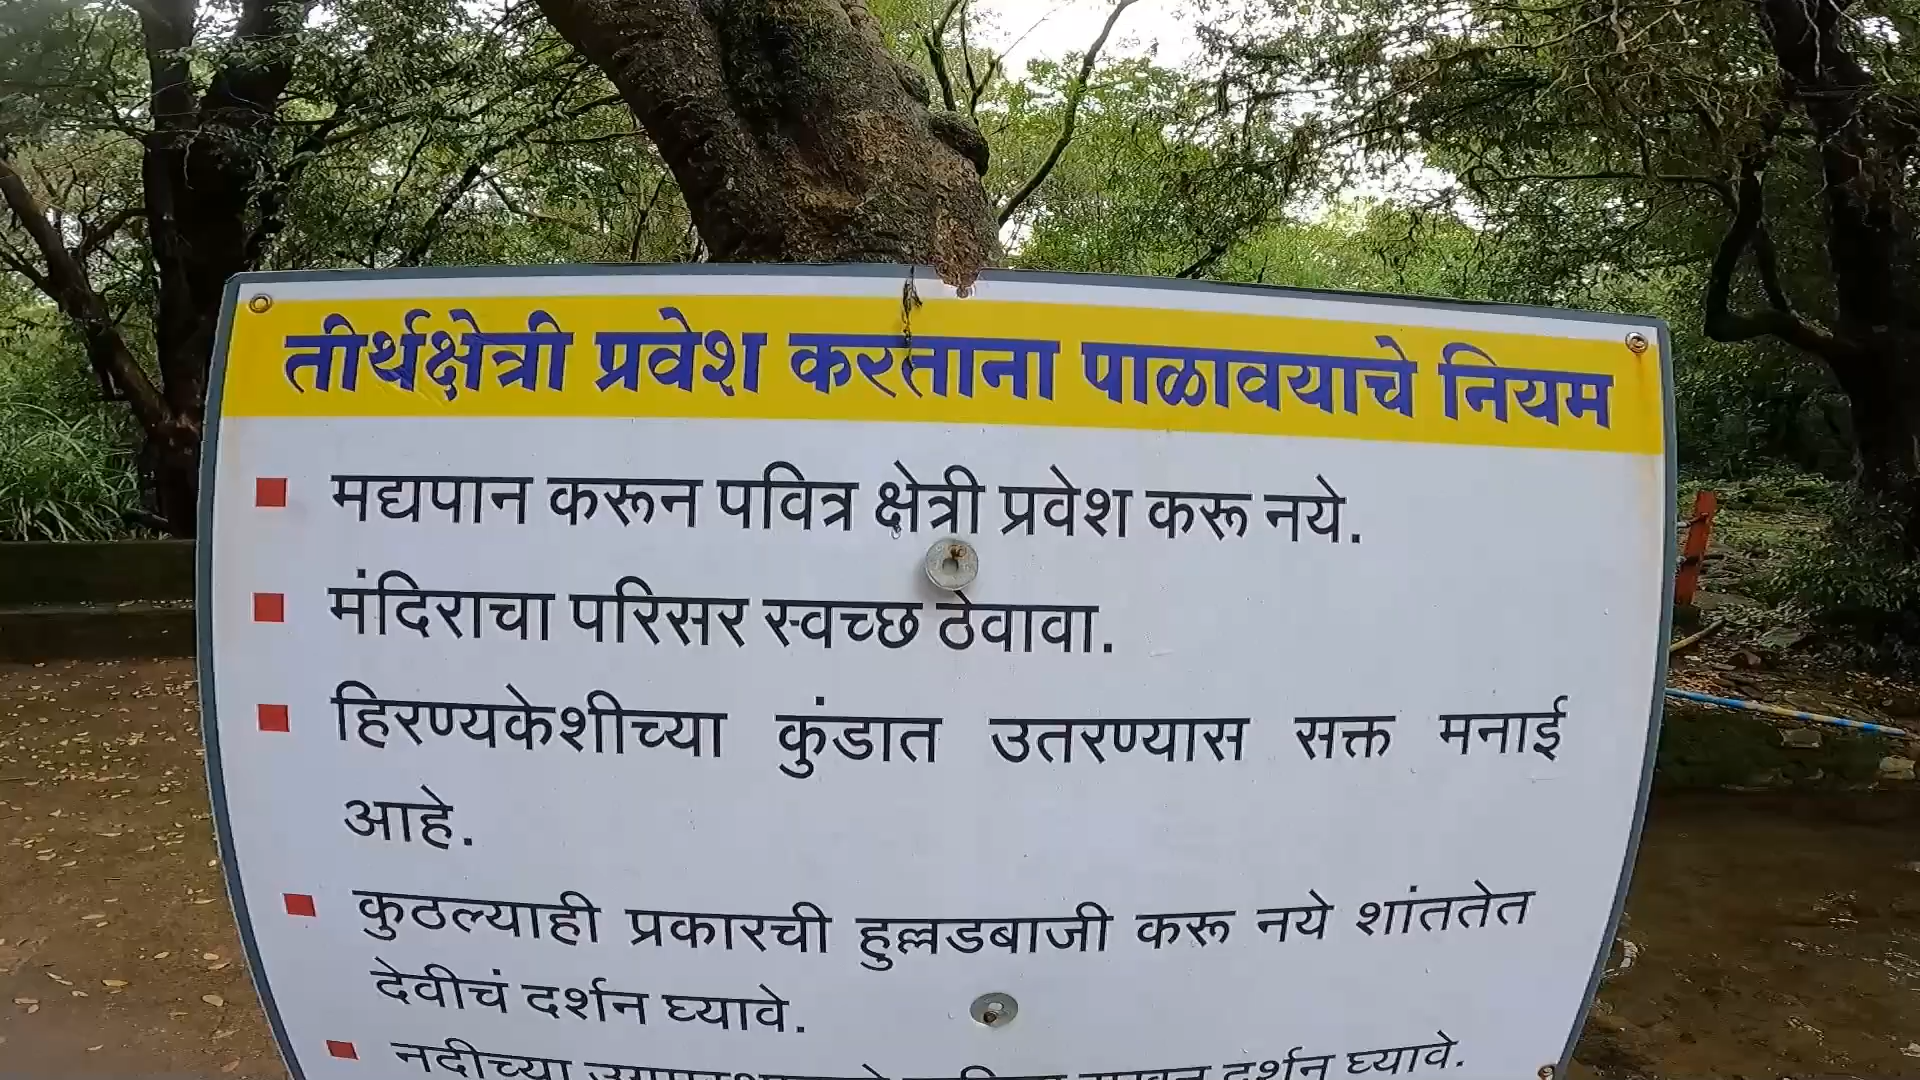 तीर्थक्षेत्री प्रवेश करताना पाळावयाचे नियम
मद्यपान करून पवित्र क्षेत्री प्रवेश करू नये.
मंदिराचा परिसर स्वच्छ ठेवावा.
हिरण्यकेशीच्या कुंडात उतरण्यास सक्त मनाई
आहे.
कुठल्याही प्रकारची हुल्लडबाजी करू नये शांततेत
देवीचं दर्शन घ्यावे.
नदीच्या दर्शन घ्यावे.